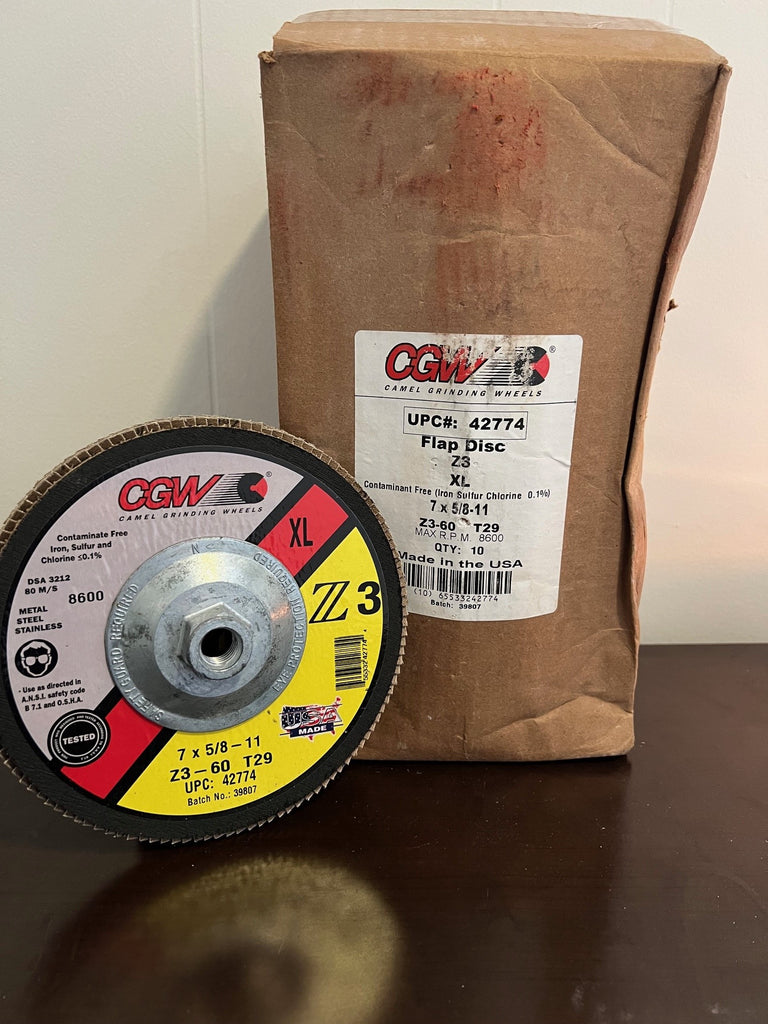 CGW®
CAMEL GRINDING WHEELS
UPC#: 42774
Flap Disc
Z3
XL
Contaminant Free (Iron Sulfur Chlorine 0.1%)
7 x 5/8-11
Z3-60 T29
MAX R.P.M. 8600
QTY: 10
Made in the USA
(10) 65533242774
Batch: 39807
CGW®
CAMEL GRINDING WHEELS
XL
Contaminate Free
Iron, Sulfur and
Chlorine ≤0.1%
DSA 3212
80 M/S
8600
METAL
STEEL
STAINLESS
Z3
SAFETY GUARD REQUIRED
EYE PROTECTION REQUIRED
- Use as directed in
A.N.S.I. safety code
B 7.1 and O.S.H.A.
TESTED
USA
MADE
7 x 5/8-11
Z3-60 T29
UPC: 42774
Batch No.: 39807